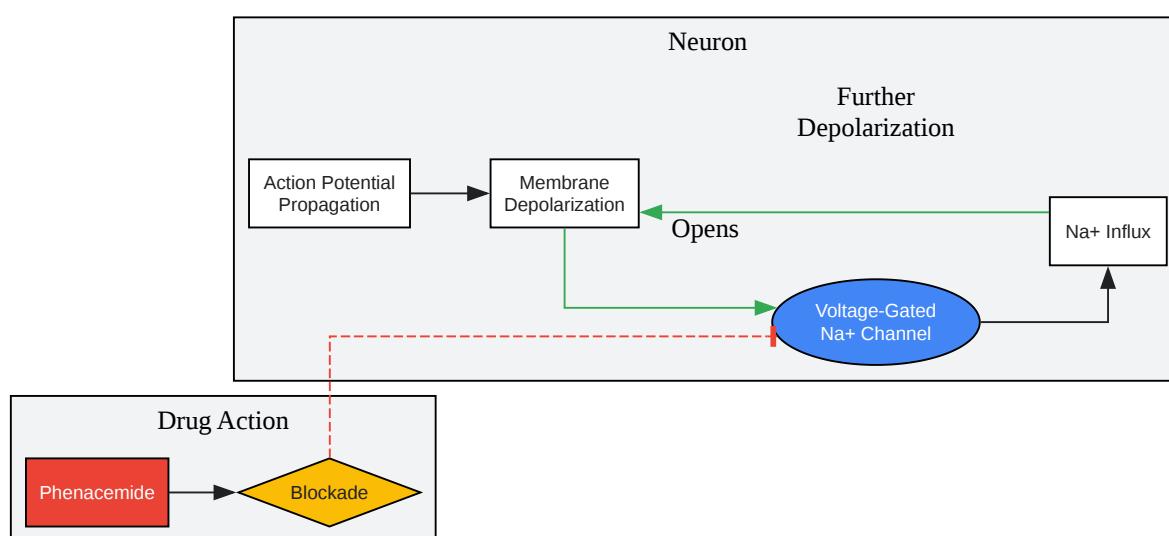 Neuron
Further
Depolarization
Action Potential
Propagation
Membrane
Depolarization
Opens
Na+ Influx
Voltage-Gated
Na+ Channel
Drug Action
Phenacemide
Blockade